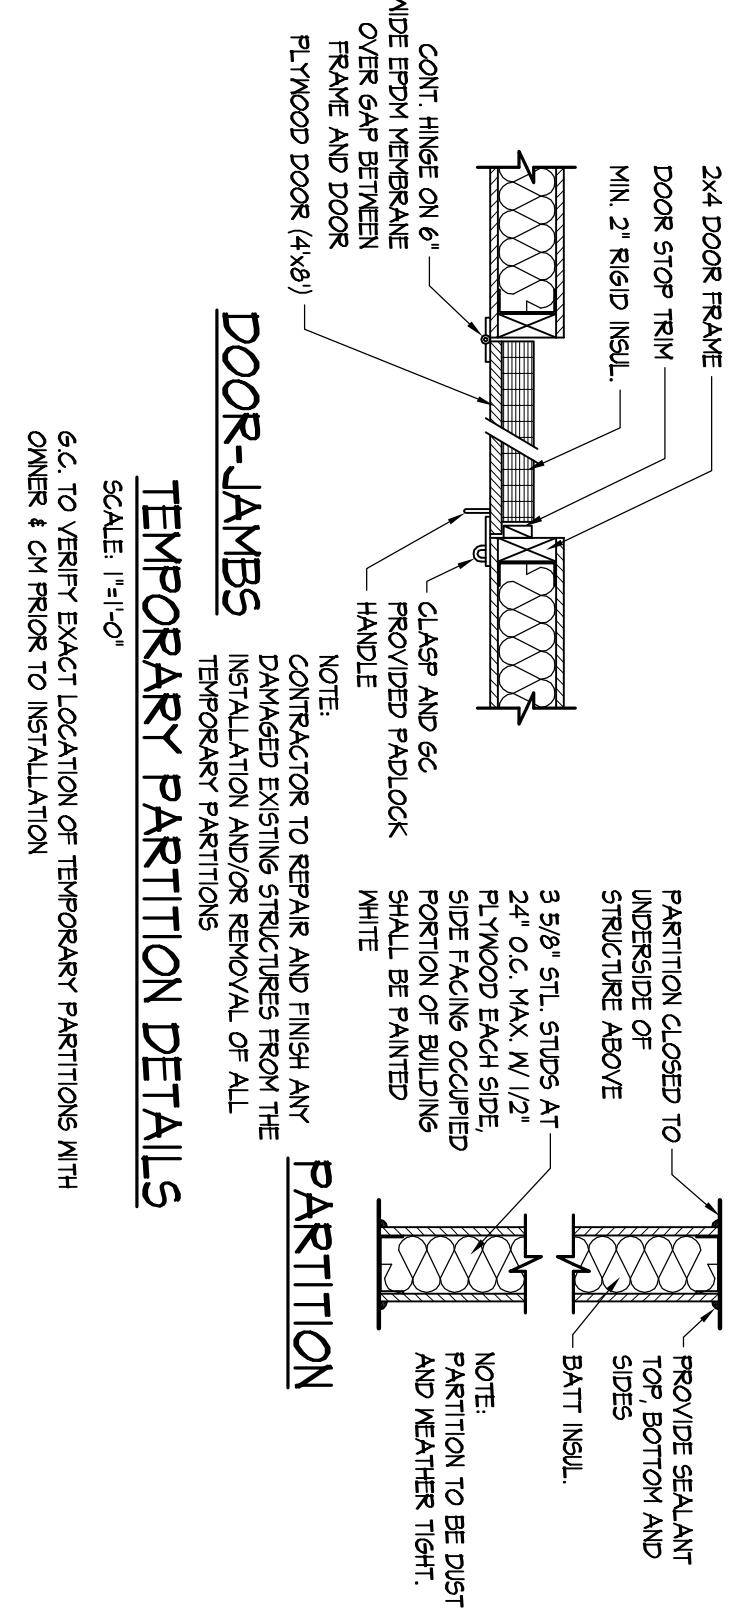 2x4 DOOR FRAME
DOOR STOP TRIM
MIN. 2" RIGID INSUL.
CONT. HINGE ON 6"
WIDE EPDM MEMBRANE
OVER GAP BETWEEN
FRAME AND DOOR
PLYWOOD DOOR (4'x8')
CLASP AND GC
PROVIDED PADLOCK
HANDLE
DOOR-JAMBS
PARTITION CLOSED TO
UNDERSIDE OF
STRUCTURE ABOVE
3 5/8" STL. STUDS AT
24" O.C. MAX. W/ 1/2"
PLYWOOD EACH SIDE,
SIDE FACING OCCUPIED
PORTION OF BUILDING
SHALL BE PAINTED
WHITE
PROVIDE SEALANT
TOP, BOTTOM AND
SIDES
BATT INSUL.
NOTE:
PARTITION TO BE DUST
AND WEATHER TIGHT.
PARTITION
NOTE:
CONTRACTOR TO REPAIR AND FINISH ANY
DAMAGED EXISTING STRUCTURES FROM THE
INSTALLATION AND/OR REMOVAL OF ALL
TEMPORARY PARTITIONS
TEMPORARY PARTITION DETAILS
SCALE: 1"=1'-0"
G.C. TO VERIFY EXACT LOCATION OF TEMPORARY PARTITIONS WITH
OWNER & CM PRIOR TO INSTALLATION